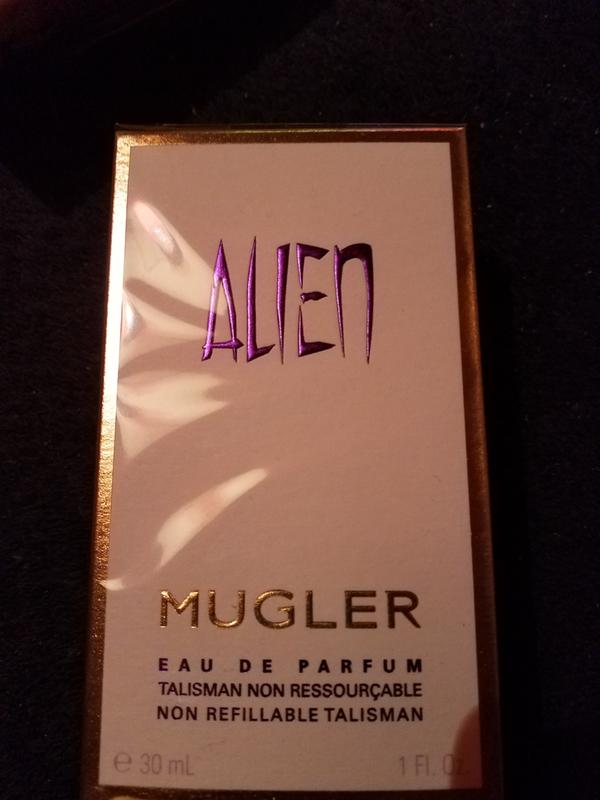 ALIEN
MUGLER
EAU DE PARFUM
TALISMAN NON RESSOURÇABLE
NON REFILLABLE TALISMAN
℮ 30 mL 1 Fl. Oz.